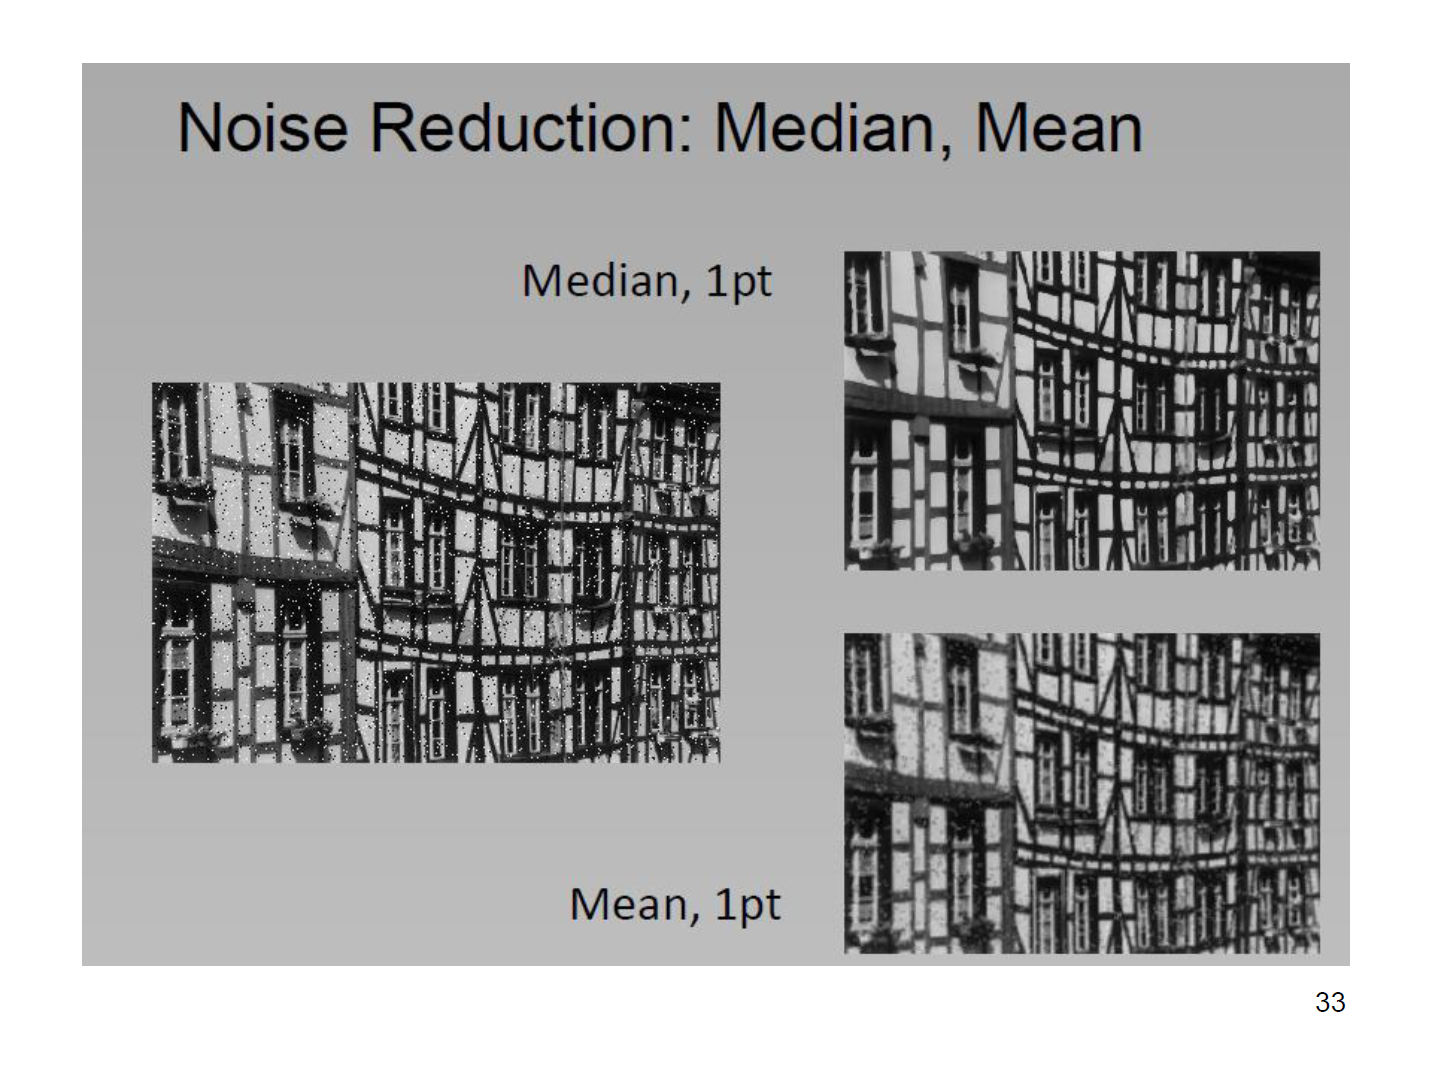 Noise Reduction: Median, Mean
Median, 1pt
Mean, 1pt
33